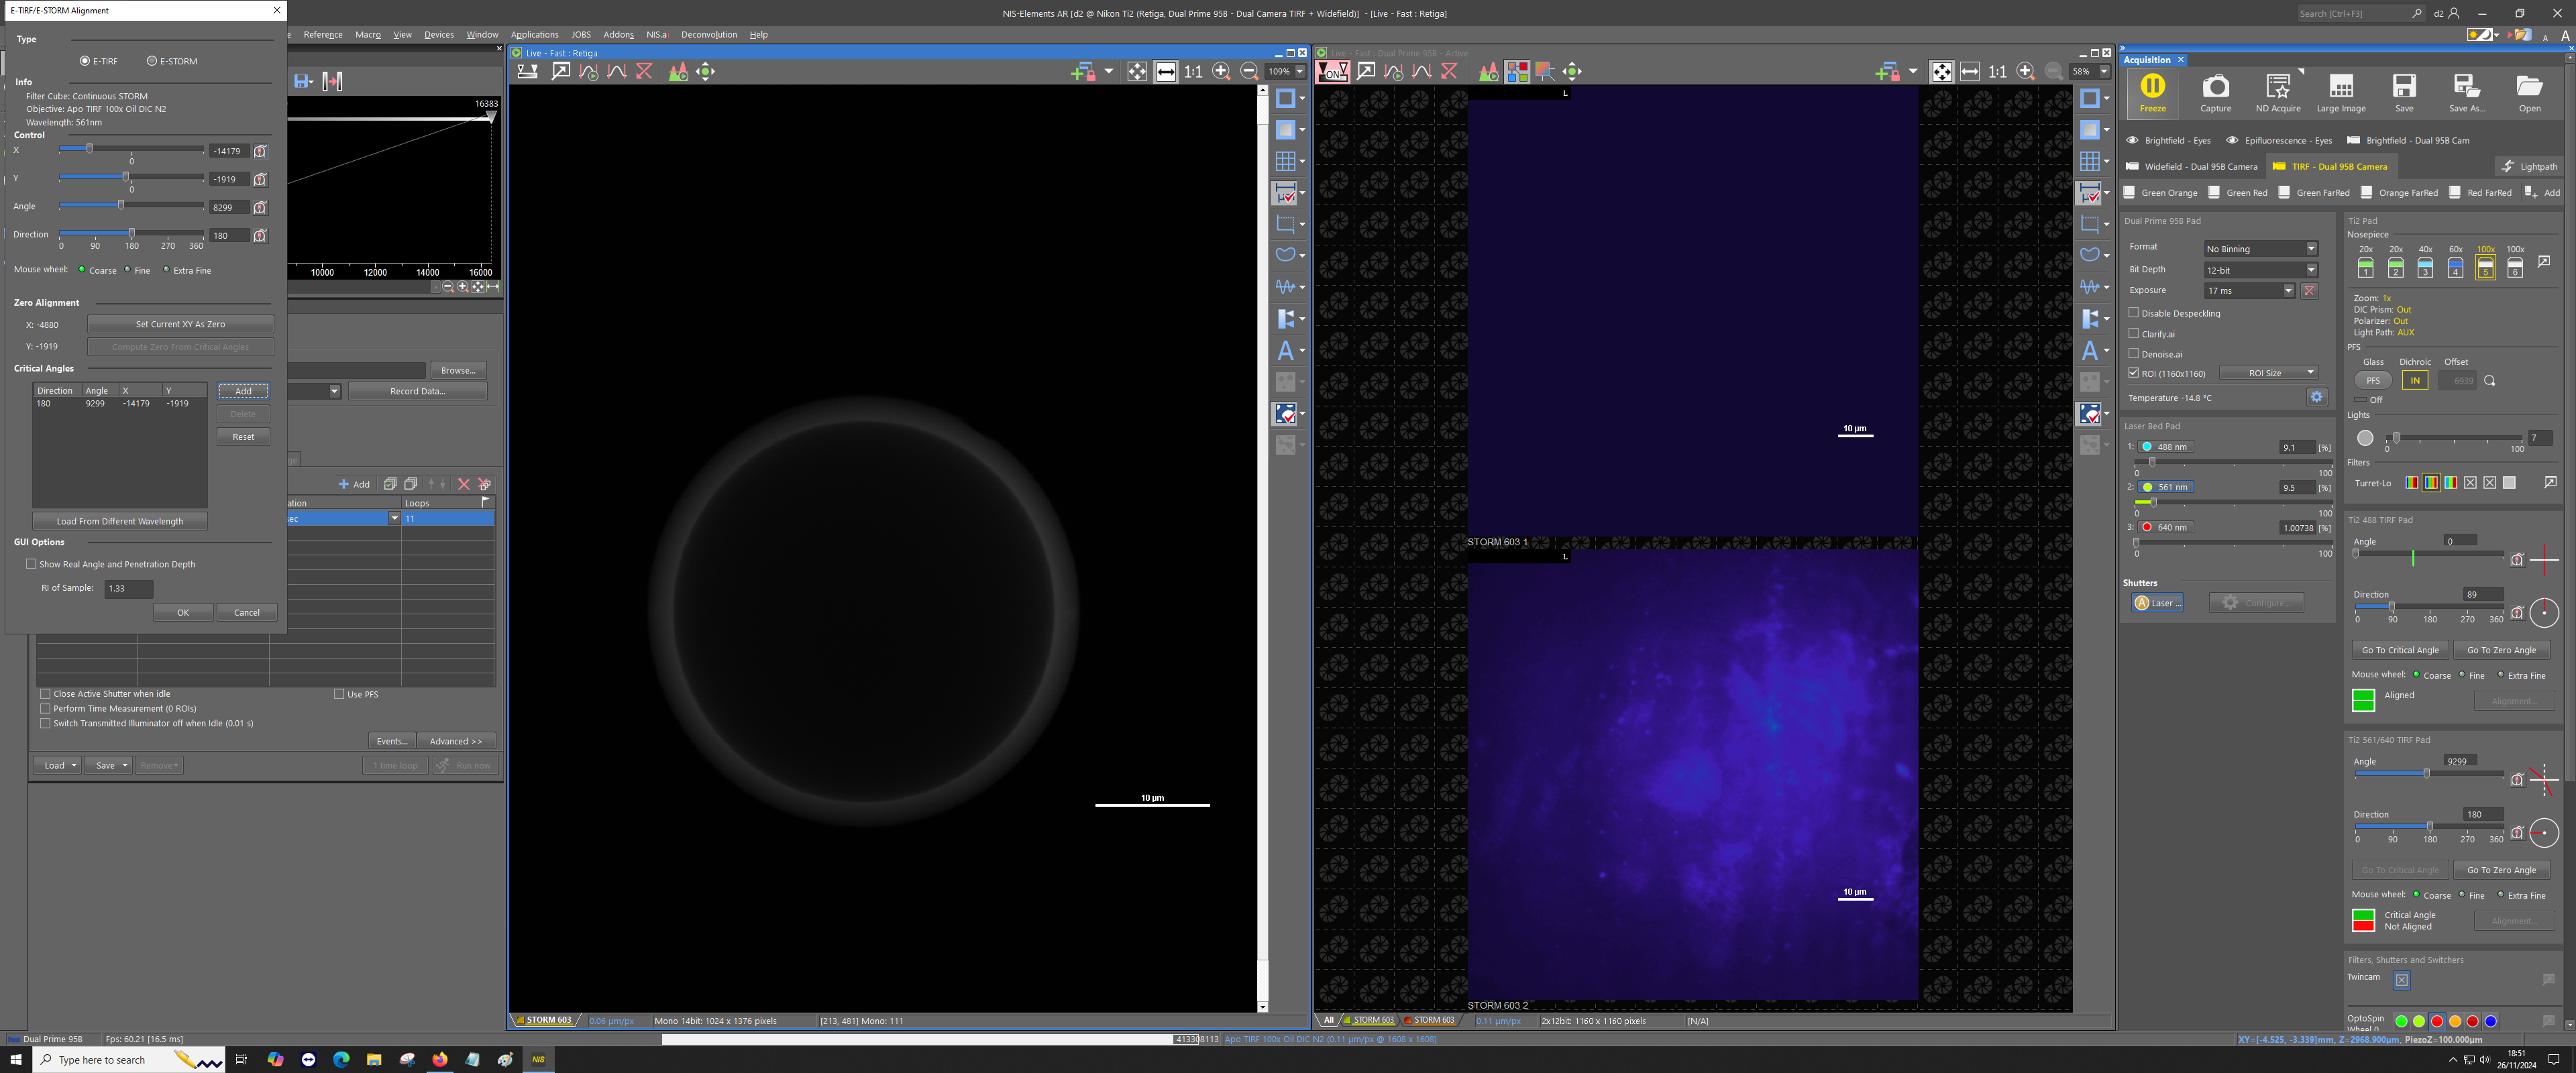 E-TIRF/E-STORM Alignment
NIS-Elements AR [d2 @ Nikon Ti2 (Retiga, Dual Prime 95B - Dual Camera TIRF + Widefield)] - [Live - Fast : Retiga]
Search [Ctrl+F3]
d2
Reference Macro View Devices Window Applications JOBS Addons NIS.ai Deconvolution Help
Type
E-TIRF
E-STORM
Info
Filter Cube: Continuous STORM
Objective: Apo TIRF 100x Oil DIC N2
Wavelength: 561nm
Control
X
-14179
0
Y
-1919
0
Angle
8299
Direction
180
0 90 180 270 360
Mouse wheel: Coarse Fine Extra Fine
Zero Alignment
X: -4880
Set Current XY As Zero
Y: -1919
Compute Zero From Critical Angles
Critical Angles
Direction Angle X Y
180 9299 -14179 -1919
Add
Delete
Reset
Load From Different Wavelength
GUI Options
Show Real Angle and Penetration Depth
RI of Sample: 1.33
OK
Cancel
16383
10000 12000 14000 16000
Browse...
Record Data...
Add
ation
Loops
sec
11
Close Active Shutter when idle
Use PFS
Perform Time Measurement (0 ROIs)
Switch Transmitted Illuminator off when Idle (0.01 s)
Events...
Advanced >>
Load
Save
Remove
1 time loop
Run now
Live - Fast : Retiga
1:1
109%
10 µm
STORM 603
0.06 µm/px
Mono 14bit: 1024 x 1376 pixels
[213, 481] Mono: 111
Live - Fast : Dual Prime 95B - Active
ON
1:1
58%
L
10 µm
STORM 603 1
L
10 µm
STORM 603 2
All
STORM 603
STORM 603
0.11 µm/px
2x12bit: 1160 x 1160 pixels
[N/A]
Acquisition
Freeze
Capture
ND Acquire
Large Image
Save
Save As...
Open
Brightfield - Eyes
Epifluorescence - Eyes
Brightfield - Dual 95B Cam
Widefield - Dual 95B Camera
TIRF - Dual 95B Camera
Lightpath
Green Orange
Green Red
Green FarRed
Orange FarRed
Red FarRed
Add
Dual Prime 95B Pad
Format
No Binning
Bit Depth
12-bit
Exposure
17 ms
Disable Despeckling
Clarify.ai
Denoise.ai
ROI (1160x1160)
ROI Size
Temperature -14.8 °C
Laser Bed Pad
1: 488 nm 9.1 [%]
0 100
2: 561 nm 9.5 [%]
0 100
3: 640 nm 1.00738 [%]
0 100
Shutters
Laser ...
Configure...
Ti2 Pad
Nosepiece
20x 20x 40x 60x 100x 100x
1 2 3 4 5 6
Zoom: 1x
DIC Prism: Out
Polarizer: Out
Light Path: AUX
PFS
Glass Dichroic Offset
PFS IN 6939
Off
Lights
7
0 100
Filters
Turret-Lo
Ti2 488 TIRF Pad
Angle
0
Direction
89
0 90 180 270 360
Go To Critical Angle
Go To Zero Angle
Mouse wheel: Coarse Fine Extra Fine
Aligned
Alignment...
Ti2 561/640 TIRF Pad
Angle
9299
Direction
180
0 90 180 270 360
Go To Critical Angle
Go To Zero Angle
Mouse wheel: Coarse Fine Extra Fine
Critical Angle
Not Aligned
Alignment...
Filters, Shutters and Switchers
Twincam
OptoSpin
Wheel 0
Dual Prime 95B
Fps: 60.21 [16.5 ms]
413308113
Apo TIRF 100x Oil DIC N2 (0.11 µm/px @ 1608 x 1608)
XY=[-4.525, -3.339]mm, Z=2968.900µm, PiezoZ=100.000µm
Type here to search
NIS
18:51
26/11/2024